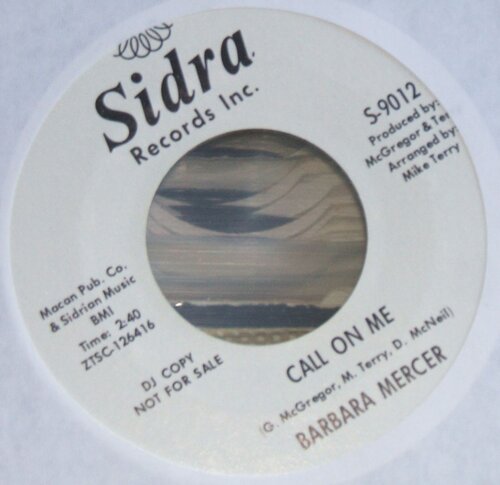 Sidra
Records Inc.
S-9012
Produced by:
McGregor & Ter
Arranged by:
Mike Terry
Macan Pub. Co.
& Sidrian Music
BMI
Time: 2:40
ZTSC-126416
DJ COPY
NOT FOR SALE
CALL ON ME
(G. McGregor, M. Terry, D. McNeil)
BARBARA MERCER